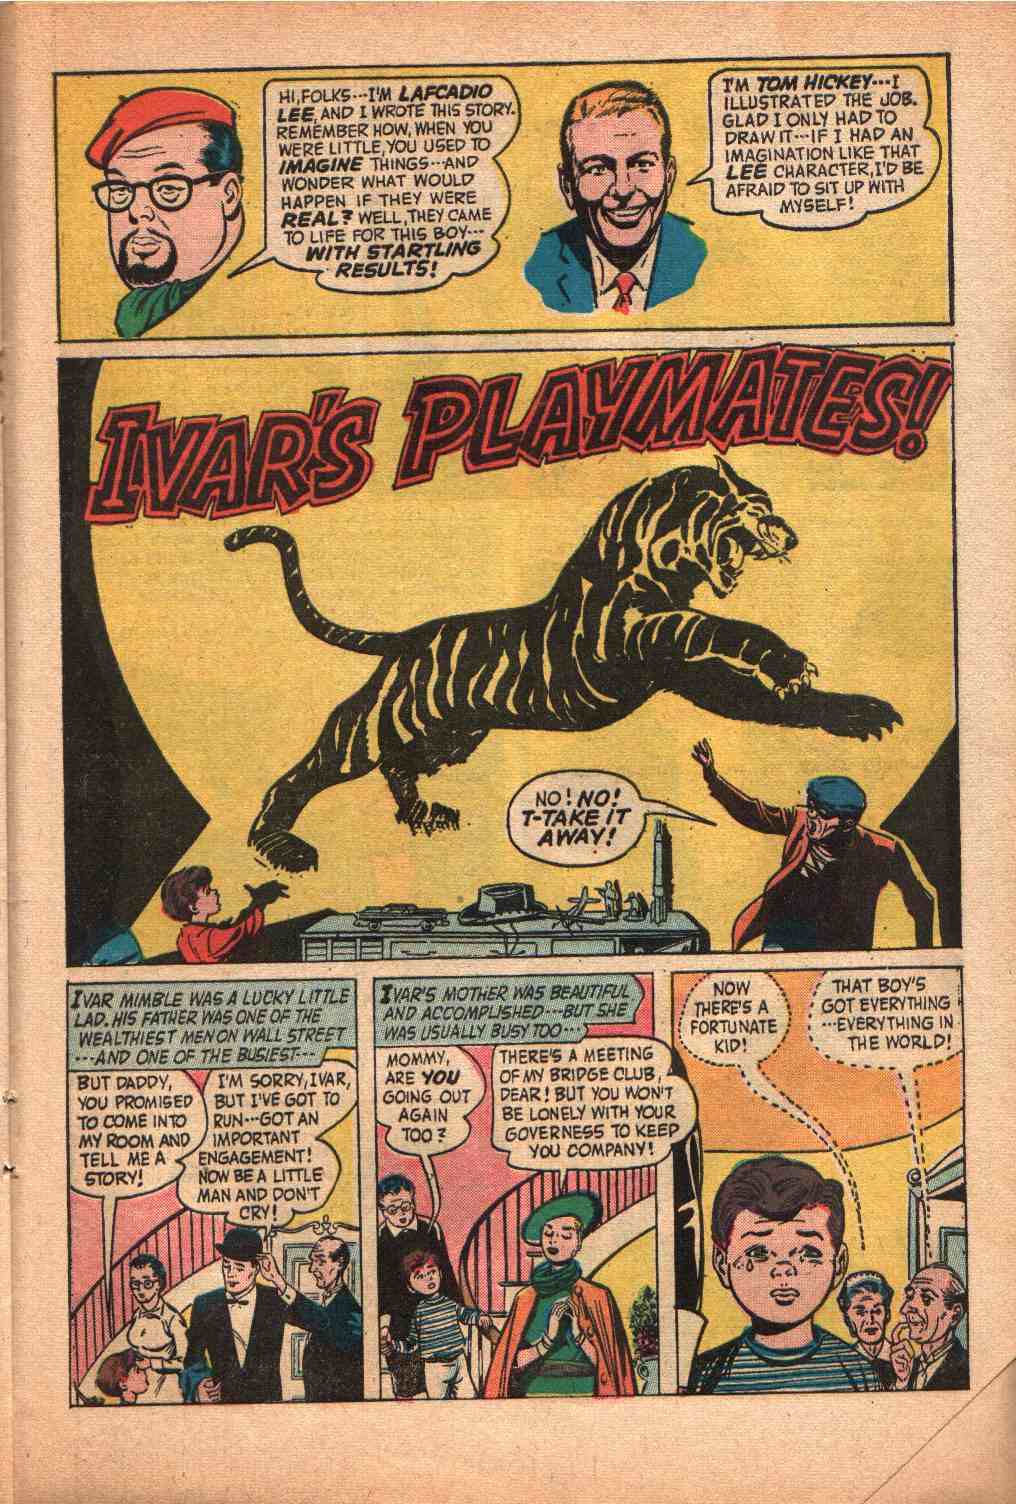 HI, FOLKS---I'M LAFCADIO
LEE, AND I WROTE THIS STORY.
REMEMBER HOW, WHEN YOU
WERE LITTLE, YOU USED TO
IMAGINE THINGS---AND
WONDER WHAT WOULD
HAPPEN IF THEY WERE
REAL? WELL, THEY CAME
TO LIFE FOR THIS BOY---
WITH STARTLING
RESULTS!
I'M TOM HICKEY---I
ILLUSTRATED THE JOB.
GLAD I ONLY HAD TO
DRAW IT---IF I HAD AN
IMAGINATION LIKE THAT
LEE CHARACTER, I'D BE
AFRAID TO SIT UP WITH
MYSELF!
IVAR'S PLAYMATES!
NO! NO!
T-TAKE IT
AWAY!
IVAR MIMBLE WAS A LUCKY LITTLE
LAD. HIS FATHER WAS ONE OF THE
WEALTHIEST MEN ON WALL STREET
---AND ONE OF THE BUSIEST---
BUT DADDY,
YOU PROMISED
TO COME INTO
MY ROOM AND
TELL ME A
STORY!
I'M SORRY, IVAR,
BUT I'VE GOT TO
RUN---GOT AN
IMPORTANT
ENGAGEMENT!
NOW BE A LITTLE
MAN AND DON'T
CRY!
IVAR'S MOTHER WAS BEAUTIFUL
AND ACCOMPLISHED---BUT SHE
WAS USUALLY BUSY TOO---
MOMMY,
ARE YOU
GOING OUT
AGAIN
TOO?
THERE'S A MEETING
OF MY BRIDGE CLUB,
DEAR! BUT YOU WON'T
BE LONELY WITH YOUR
GOVERNESS TO KEEP
YOU COMPANY!
NOW
THERE'S A
FORTUNATE
KID!
THAT BOY'S
GOT EVERYTHING
---EVERYTHING IN
THE WORLD!